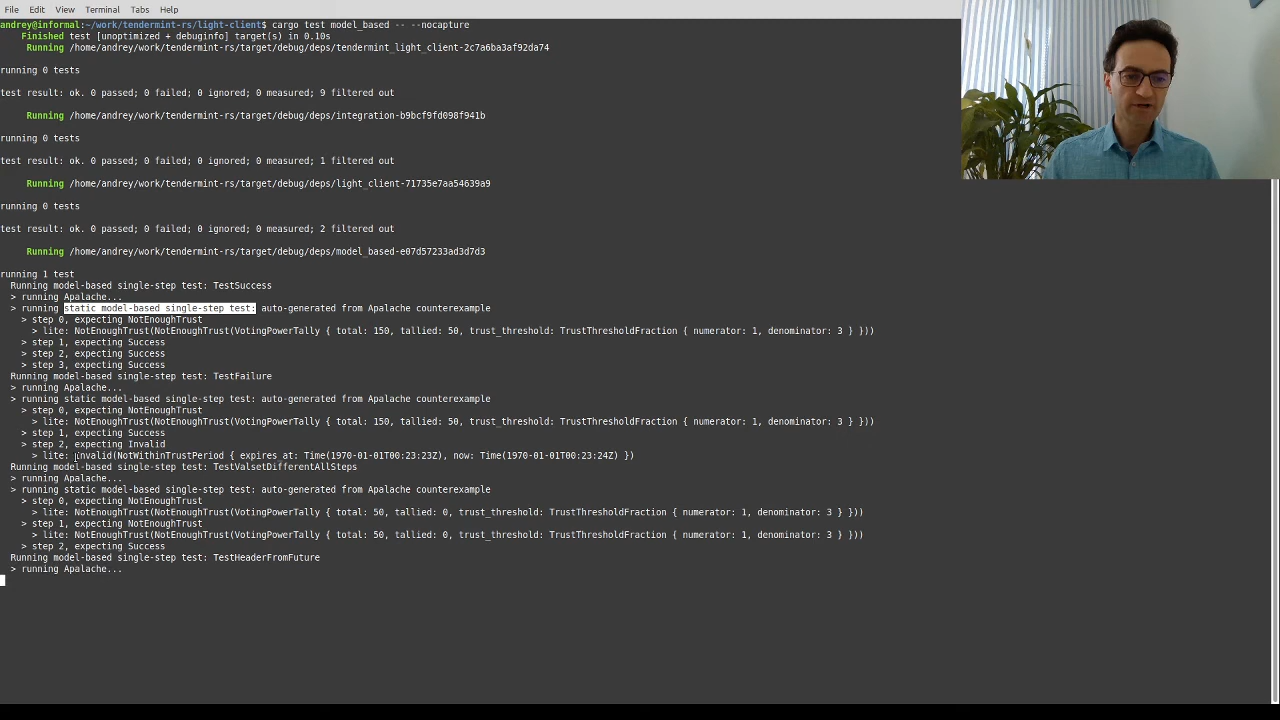 File Edit View Terminal Tabs Help
andrey@informal:~/work/tendermint-rs/light-client$ cargo test model_based -- --nocapture
Finished test [unoptimized + debuginfo] target(s) in 0.10s
Running /home/andrey/work/tendermint-rs/target/debug/deps/tendermint_light_client-2c7a6ba3af92da74
running 0 tests
test result: ok. 0 passed; 0 failed; 0 ignored; 0 measured; 9 filtered out
Running /home/andrey/work/tendermint-rs/target/debug/deps/integration-b9bcf9fd098f941b
running 0 tests
test result: ok. 0 passed; 0 failed; 0 ignored; 0 measured; 1 filtered out
Running /home/andrey/work/tendermint-rs/target/debug/deps/light_client-71735e7aa54639a9
running 0 tests
test result: ok. 0 passed; 0 failed; 0 ignored; 0 measured; 2 filtered out
Running /home/andrey/work/tendermint-rs/target/debug/deps/model_based-e07d57233ad3d7d3
running 1 test
Running model-based single-step test: TestSuccess
> running Apalache...
> running static model-based single-step test: auto-generated from Apalache counterexample
> step 0, expecting NotEnoughTrust
> lite: NotEnoughTrust(NotEnoughTrust(VotingPowerTally { total: 150, tallied: 50, trust_threshold: TrustThresholdFraction { numerator: 1, denominator: 3 } }))
> step 1, expecting Success
> step 2, expecting Success
> step 3, expecting Success
Running model-based single-step test: TestFailure
> running Apalache...
> running static model-based single-step test: auto-generated from Apalache counterexample
> step 0, expecting NotEnoughTrust
> lite: NotEnoughTrust(NotEnoughTrust(VotingPowerTally { total: 150, tallied: 50, trust_threshold: TrustThresholdFraction { numerator: 1, denominator: 3 } }))
> step 1, expecting Success
> step 2, expecting Invalid
> lite: Invalid(NotWithinTrustPeriod { expires_at: Time(1970-01-01T00:23:23Z), now: Time(1970-01-01T00:23:24Z) })
Running model-based single-step test: TestValsetDifferentAllSteps
> running Apalache...
> running static model-based single-step test: auto-generated from Apalache counterexample
> step 0, expecting NotEnoughTrust
> lite: NotEnoughTrust(NotEnoughTrust(VotingPowerTally { total: 50, tallied: 0, trust_threshold: TrustThresholdFraction { numerator: 1, denominator: 3 } }))
> step 1, expecting NotEnoughTrust
> lite: NotEnoughTrust(NotEnoughTrust(VotingPowerTally { total: 50, tallied: 0, trust_threshold: TrustThresholdFraction { numerator: 1, denominator: 3 } }))
> step 2, expecting Success
Running model-based single-step test: TestHeaderFromFuture
> running Apalache...